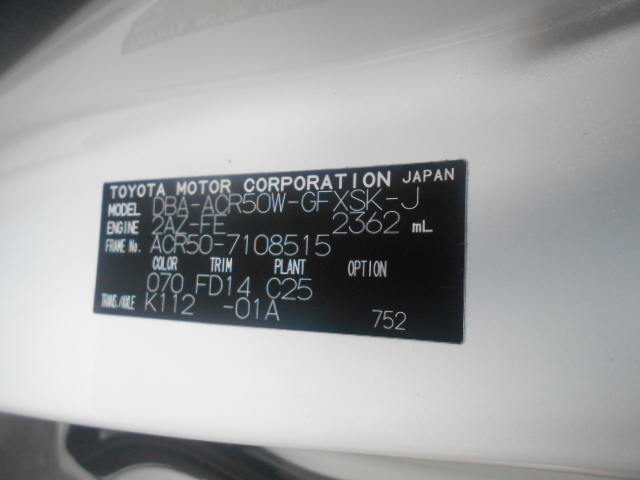 TOYOTA MOTOR CORPORATION JAPAN
MODEL DBA-ACR50W-GFXSK-J
ENGINE 2AZ-FE 2362 mL
FRAME No. ACR50-7108515
COLOR TRIM PLANT OPTION
070 FD14 C25
TRANS./AXLE K112 -01A 752